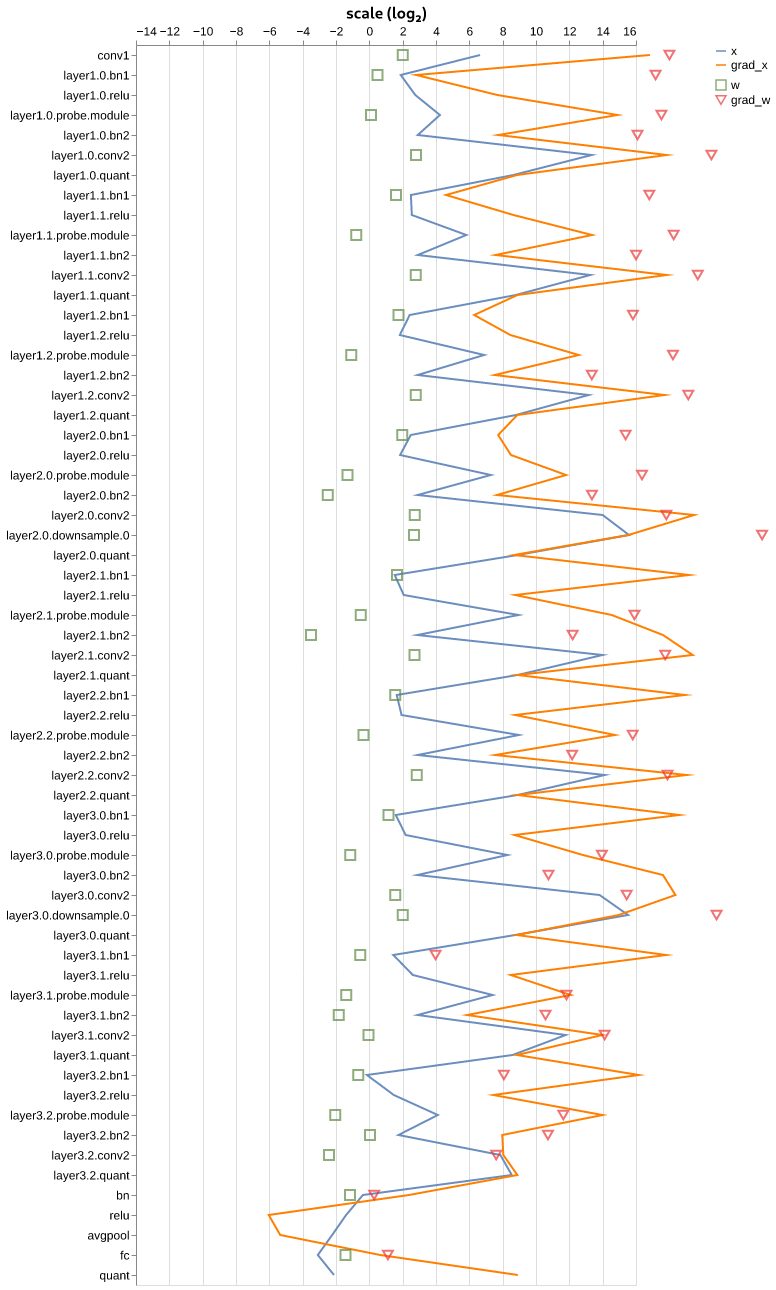 scale (log₂)
−14 −12 −8 −6 −4 −2 0 2 4 6 8 10 12 14 16
conv1
layer1.0.bn1
layer1.0.relu
layer1.0.probe.module
layer1.0.bn2
layer1.0.conv2
layer1.0.quant
layer1.1.bn1
layer1.1.relu
layer1.1.probe.module
layer1.1.bn2
layer1.1.conv2
layer1.1.quant
layer1.2.bn1
layer1.2.relu
layer1.2.probe.module
layer1.2.bn2
layer1.2.conv2
layer1.2.quant
layer2.0.bn1
layer2.0.relu
layer2.0.probe.module
layer2.0.bn2
layer2.0.conv2
layer2.0.downsample.0
layer2.0.quant
layer2.1.bn1
layer2.1.relu
layer2.1.probe.module
layer2.1.bn2
layer2.1.conv2
layer2.1.quant
layer2.2.bn1
layer2.2.relu
layer2.2.probe.module
layer2.2.bn2
layer2.2.conv2
layer2.2.quant
layer3.0.bn1
layer3.0.relu
layer3.0.probe.module
layer3.0.bn2
layer3.0.conv2
layer3.0.downsample.0
layer3.0.quant
layer3.1.bn1
layer3.1.relu
layer3.1.probe.module
layer3.1.bn2
layer3.1.conv2
layer3.1.quant
layer3.2.bn1
layer3.2.relu
layer3.2.probe.module
layer3.2.bn2
layer3.2.conv2
layer3.2.quant
bn
relu
avgpool
fc
quant
x
grad_x
w
grad_w